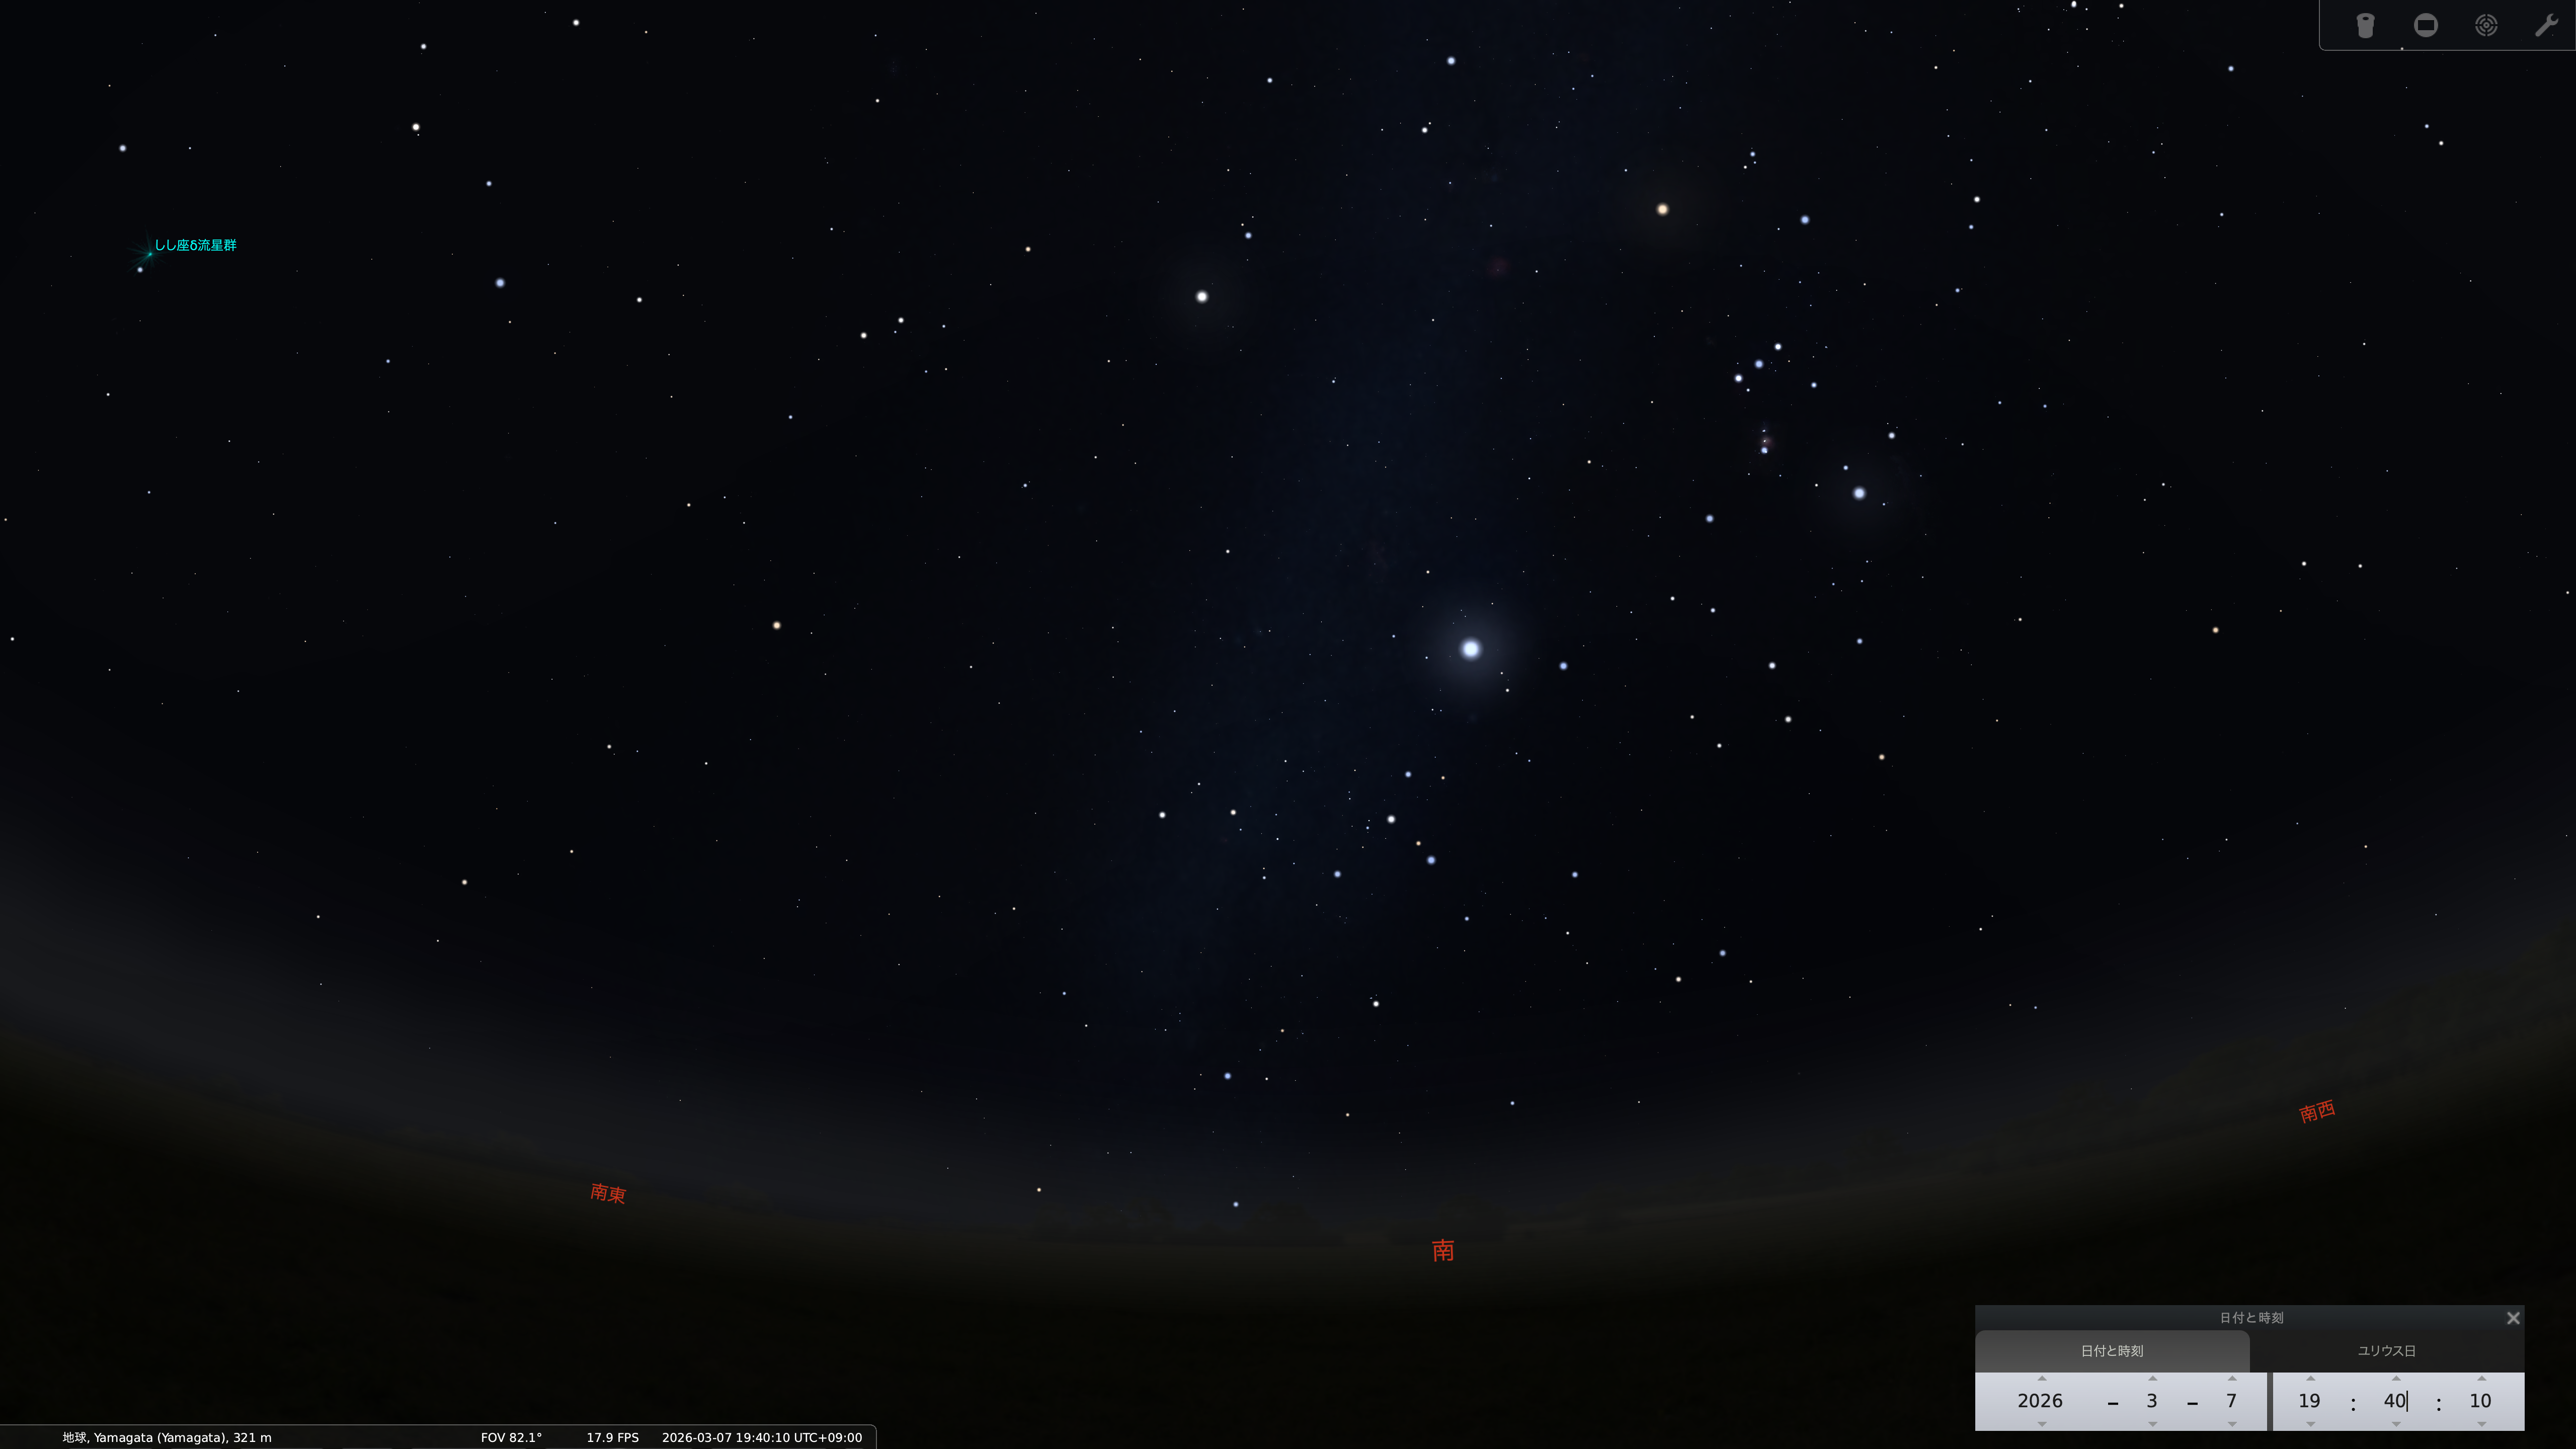 しし座δ流星群
南東
南
南西
日付と時刻
日付と時刻 ユリウス日
2026 - 3 - 7 19 : 40 : 10
地球, Yamagata (Yamagata), 321 m FOV 82.1° 17.9 FPS 2026-03-07 19:40:10 UTC+09:00